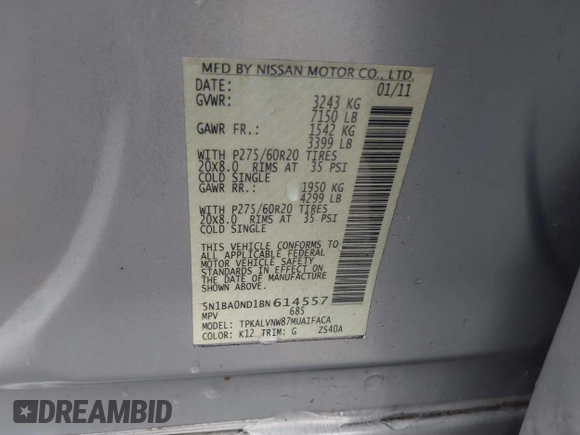 MFD BY NISSAN MOTOR CO., LTD.
DATE: 01/11
GVWR: 3243 KG
7150 LB
GAWR FR.: 1542 KG
3399 LB
WITH P275/60R20 TIRES
20X8.0 RIMS AT 35 PSI
COLD SINGLE
GAWR RR.: 1950 KG
4299 LB
WITH P275/60R20 TIRES
20X8.0 RIMS AT 35 PSI
COLD SINGLE
THIS VEHICLE CONFORMS TO
ALL APPLICABLE FEDERAL
MOTOR VEHICLE SAFETY
STANDARDS IN EFFECT ON THE
DATE OF MANUFACTURE
SHOWN ABOVE.
5N1BA0ND1BN614557
MPV 685
MODEL: TPKALVNW87MUAIFACA
COLOR: K12 TRIM: G ZS40A
DREAMBID